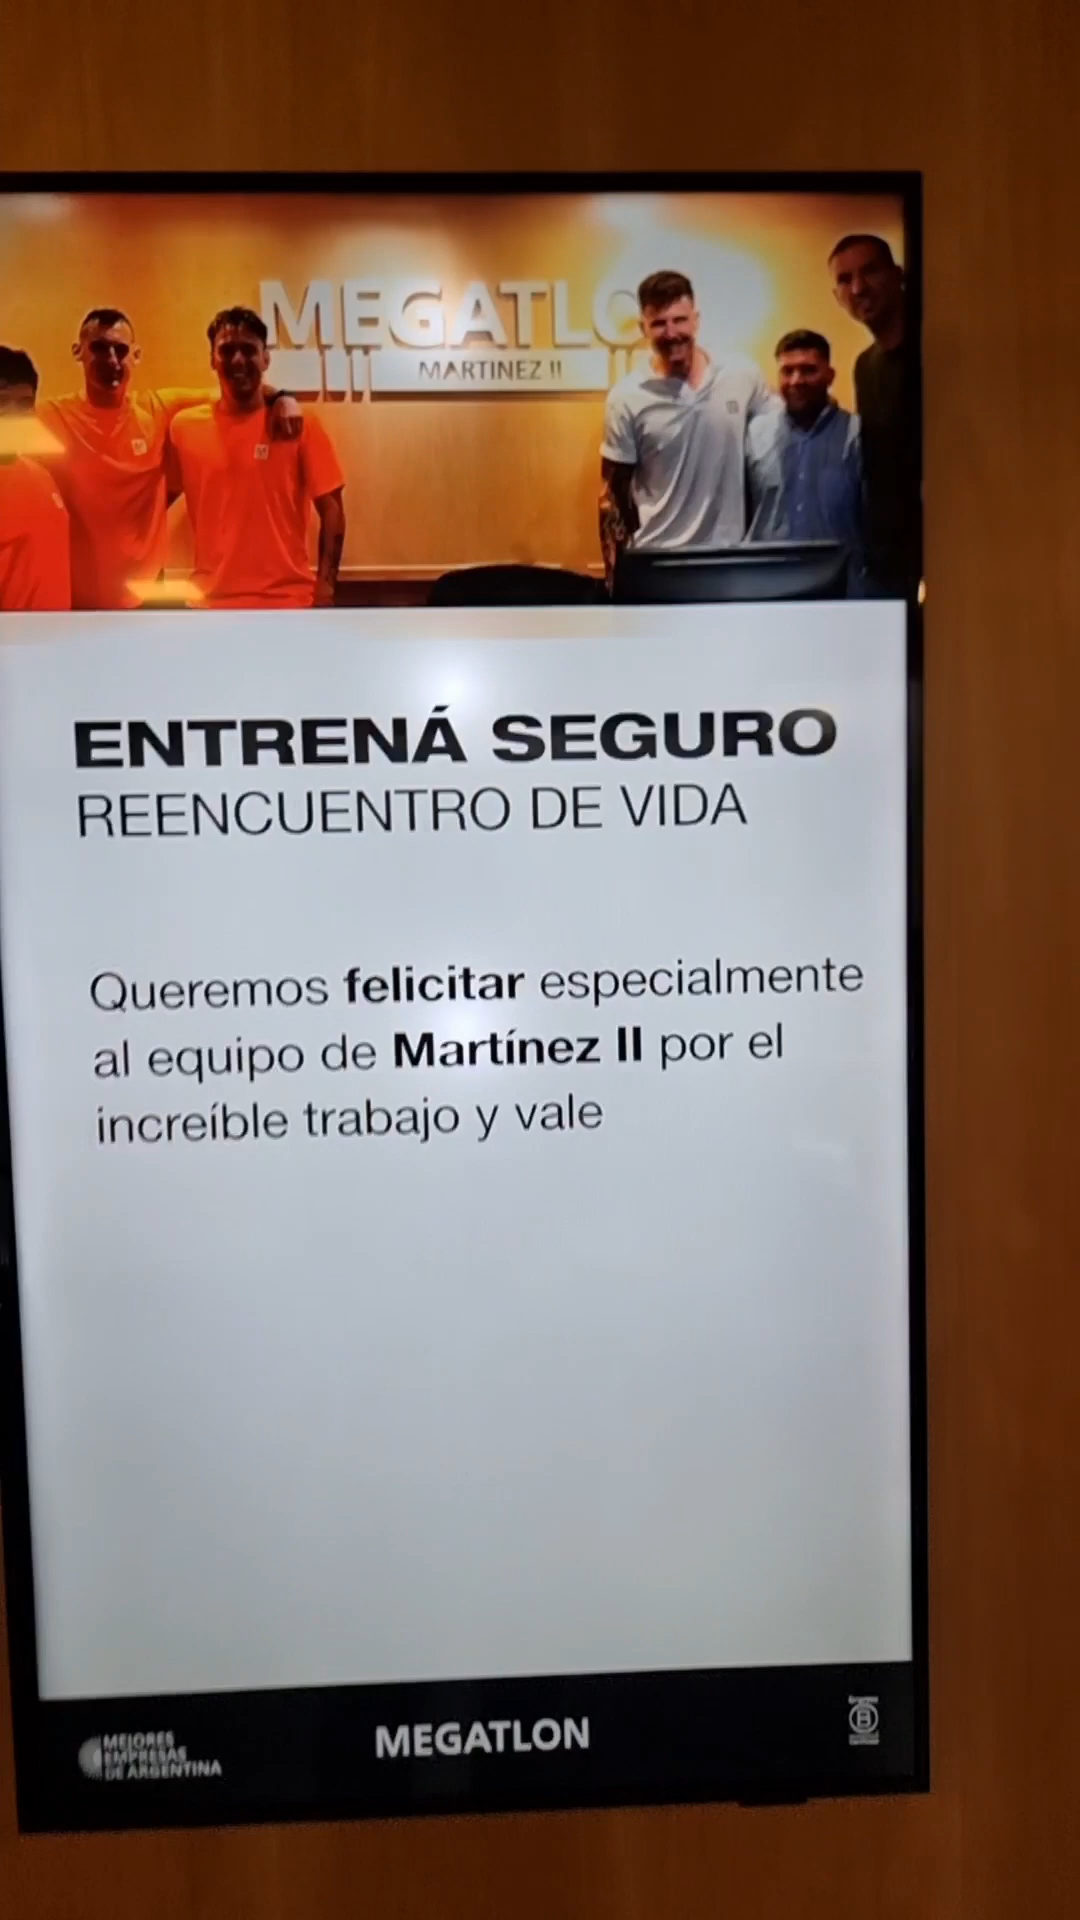 MEGATLO
MARTINEZ II
ENTRENÁ SEGURO
REENCUENTRO DE VIDA
Queremos felicitar especialmente
al equipo de Martínez II por el
increíble trabajo y vale
MEJORES
EMPRESAS
DE ARGENTINA
MEGATLON
B